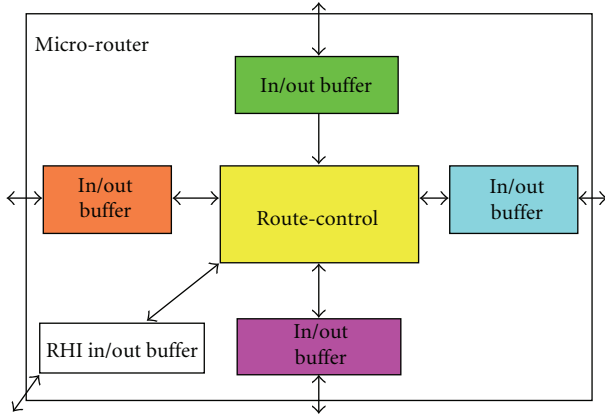 Micro-router
In/out buffer
In/out
buffer
Route-control
In/out
buffer
RHI in/out buffer
In/out
buffer